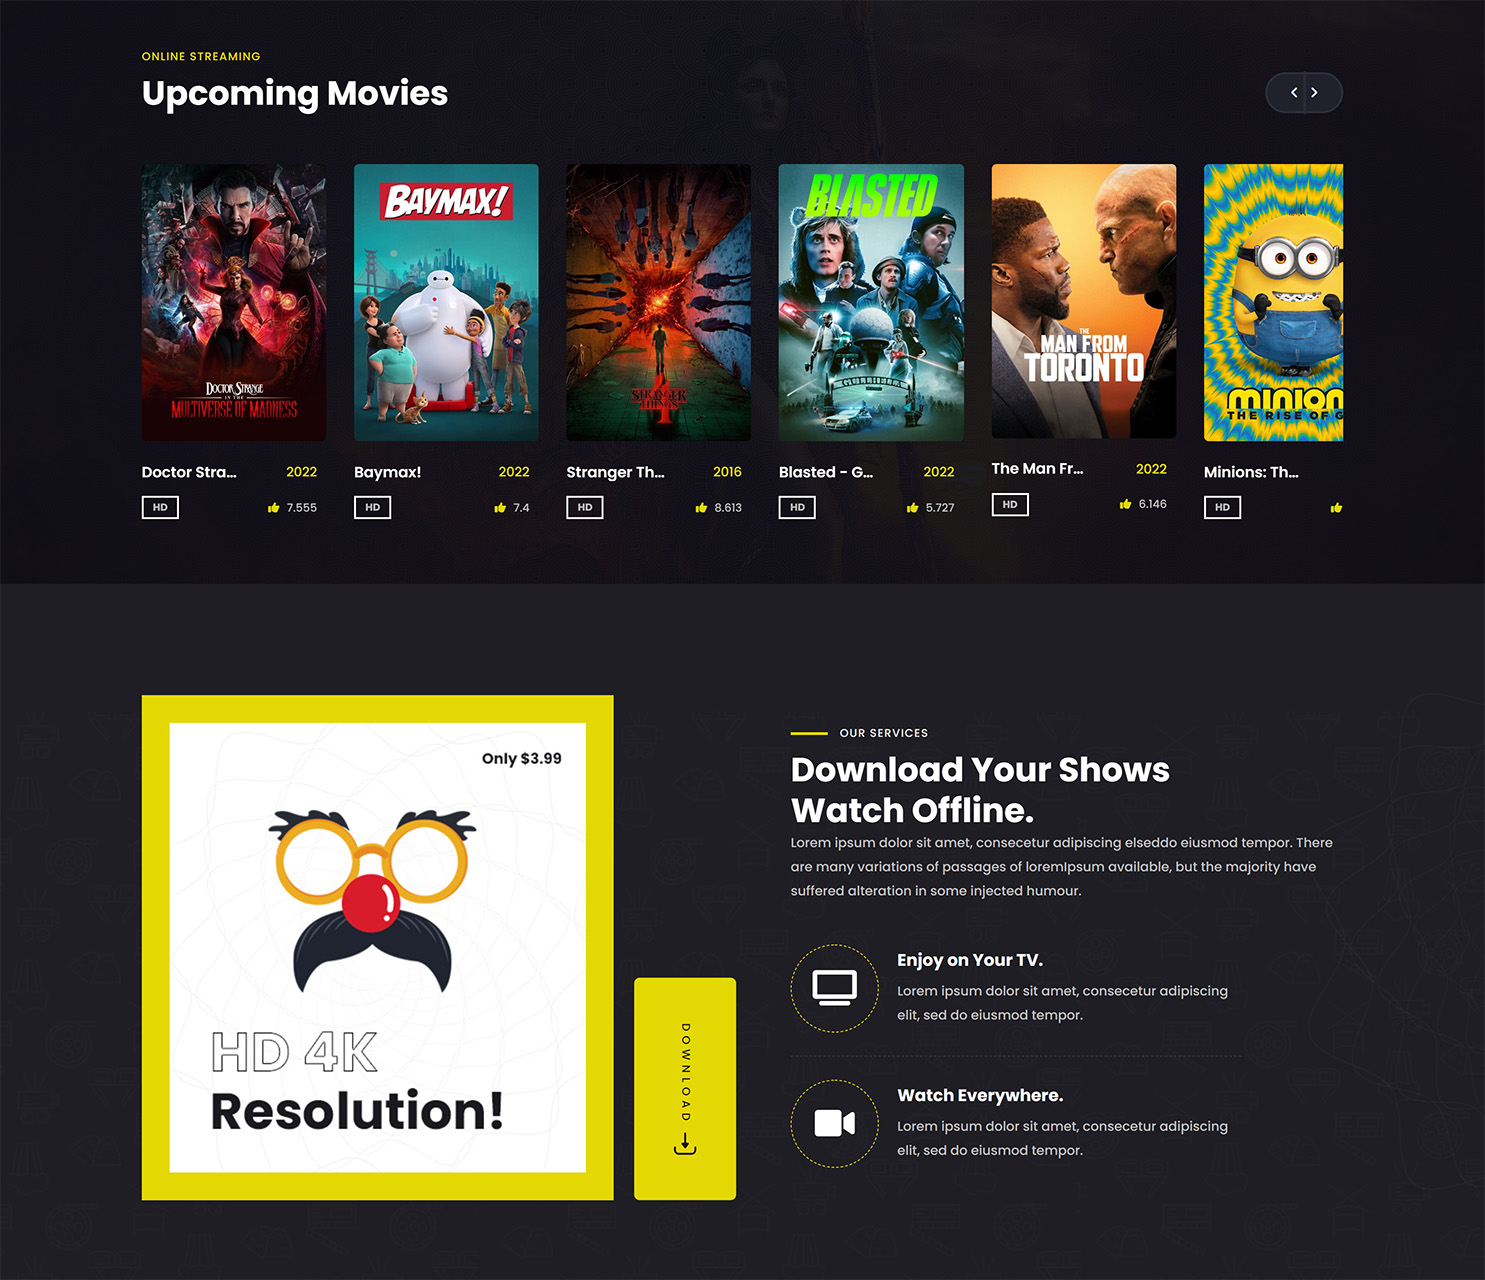 ONLINE STREAMING
Upcoming Movies
DOCTOR STRANGE
IN THE
MULTIVERSE OF MADNESS
BAYMAX!
STRANGER
THINGS
4
BLASTED
THE
MAN FROM
TORONTO
MINION
THE RISE OF G
Doctor Stra... 2022
HD 7.555
Baymax! 2022
HD 7.4
Stranger Th... 2016
HD 8.613
Blasted - G... 2022
HD 5.727
The Man Fr... 2022
HD 6.146
Minions: Th...
HD
Only $3.99
HD 4K
Resolution!
DOWNLOAD
OUR SERVICES
Download Your Shows
Watch Offline.
Lorem ipsum dolor sit amet, consecetur adipiscing elseddo eiusmod tempor. There
are many variations of passages of loremIpsum available, but the majority have
suffered alteration in some injected humour.
Enjoy on Your TV.
Lorem ipsum dolor sit amet, consecetur adipiscing
elit, sed do eiusmod tempor.
Watch Everywhere.
Lorem ipsum dolor sit amet, consecetur adipiscing
elit, sed do eiusmod tempor.